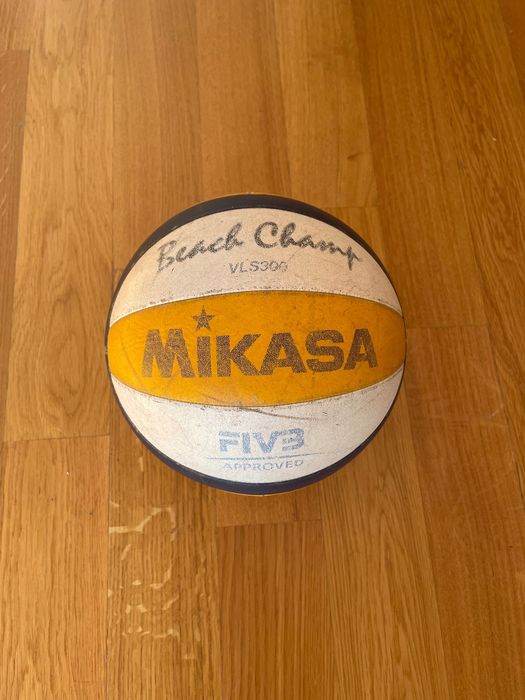 Beach Champ
VLS300
MiKASA
FIVB
APPROVED